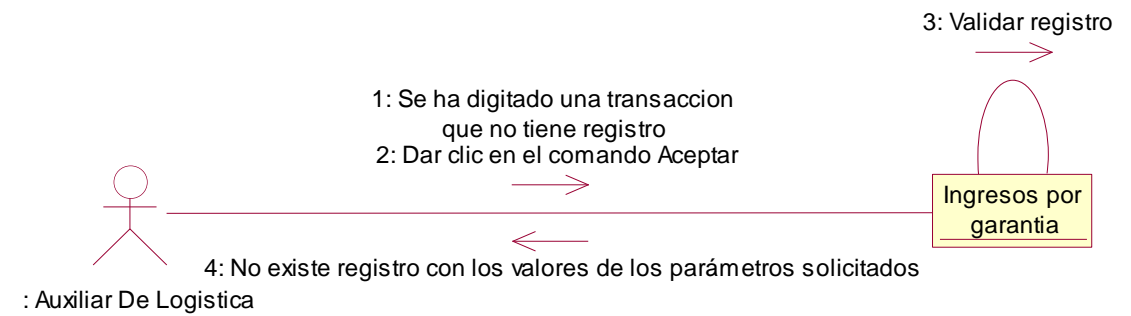 3: Validar registro
1: Se ha digitado una transaccion
que no tiene registro
2: Dar clic en el comando Aceptar
Ingresos por
garantia
4: No existe registro con los valores de los parámetros solicitados
: Auxiliar De Logistica